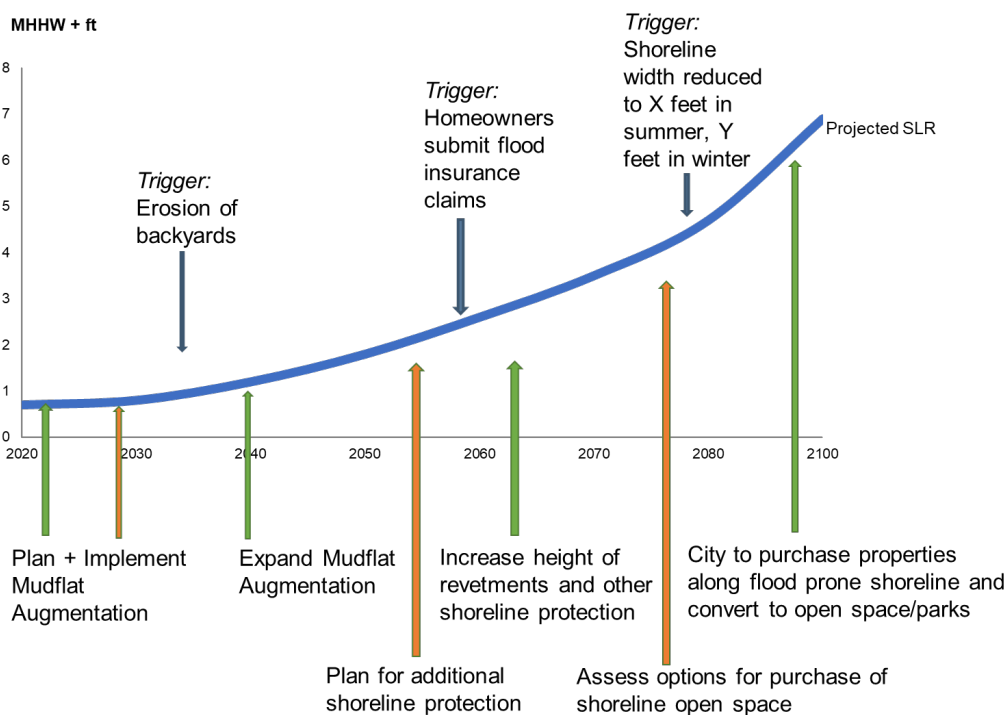 MHHW + ft
Trigger:
Shoreline
width reduced
to X feet in
summer, Y
feet in winter
Trigger:
Homeowners
submit flood
insurance
claims
Trigger:
Erosion of
backyards
Projected SLR
8
7
6
5
4
3
2
1
0
2020 2030 2040 2050 2060 2070 2080 2100
Plan + Implement
Mudflat
Augmentation
Expand Mudflat
Augmentation
Increase height of
revetments and other
shoreline protection
City to purchase properties
along flood prone shoreline and
convert to open space/parks
Plan for additional
shoreline protection
Assess options for purchase of
shoreline open space